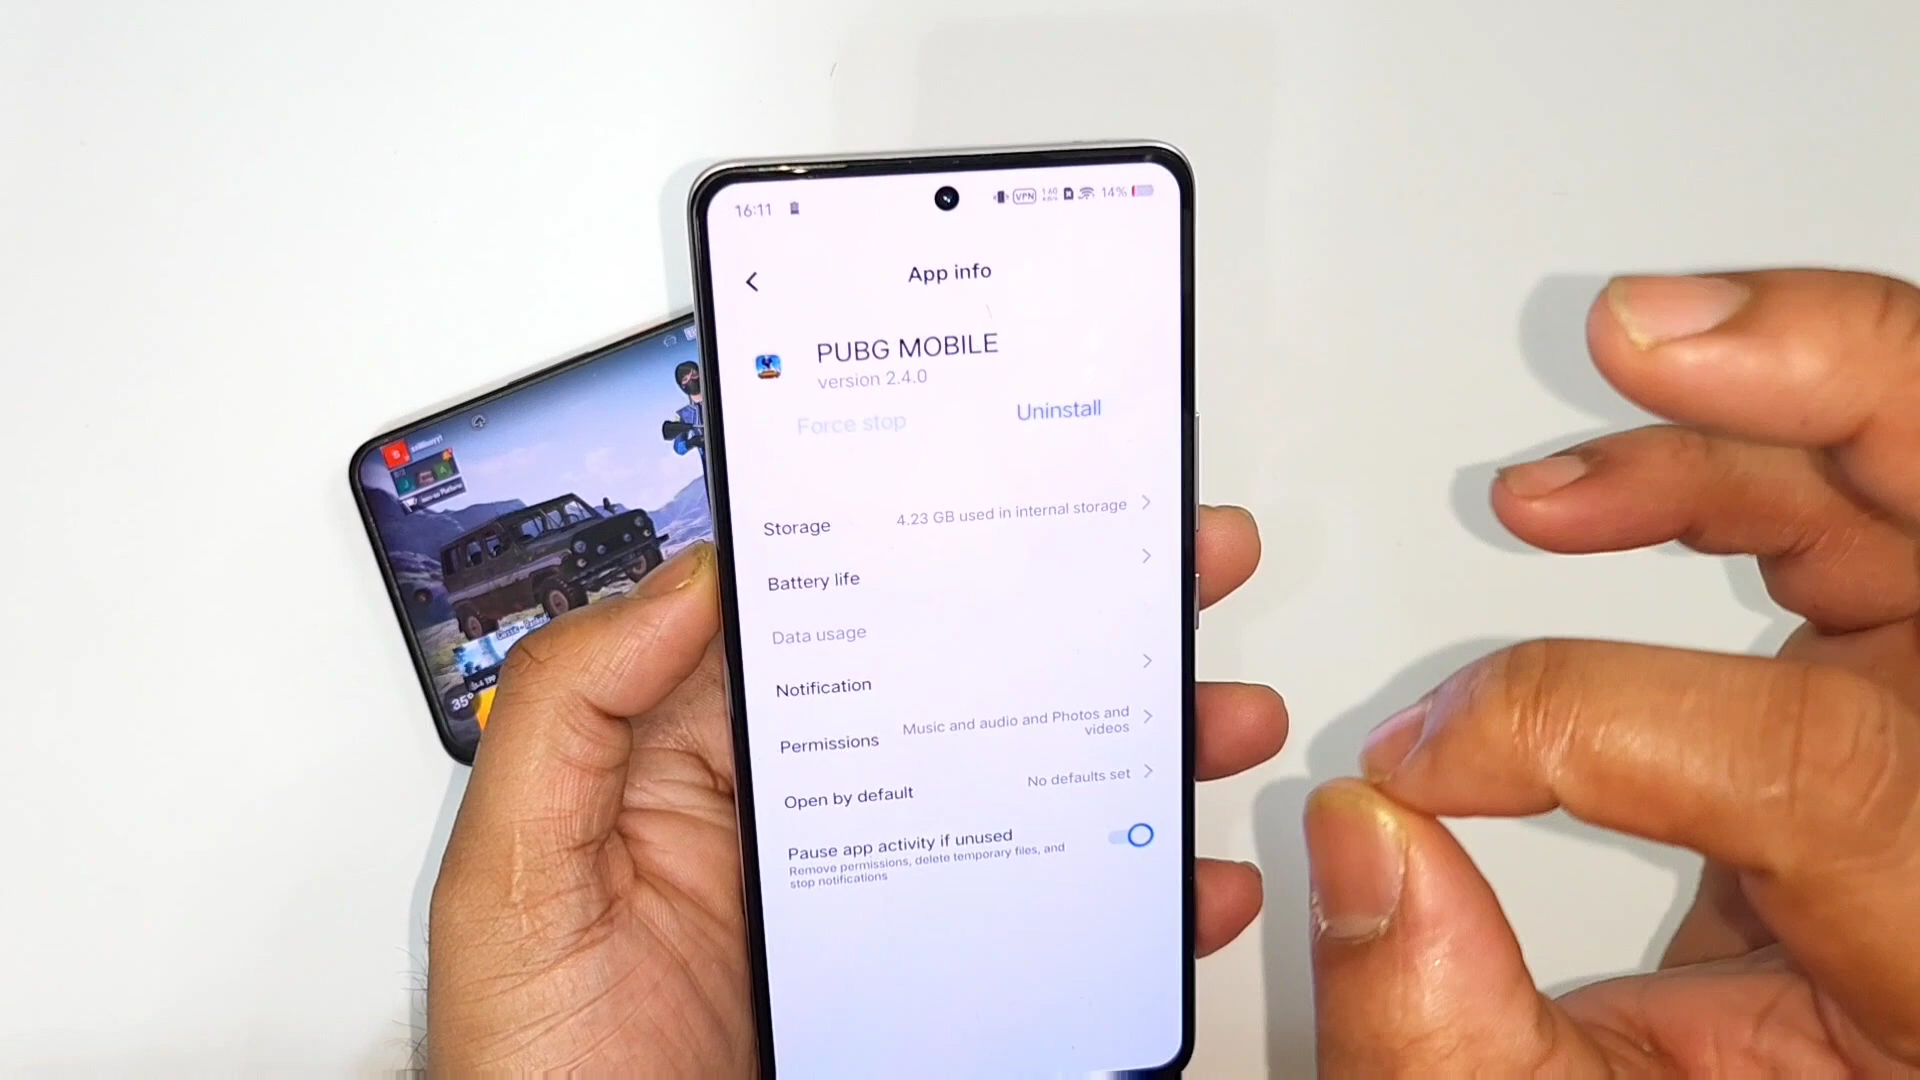 16:11
VPN
14%
App info
PUBG MOBILE
version 2.4.0
Force stop
Uninstall
Storage
4.23 GB used in internal storage
Battery life
Data usage
Notification
Permissions
Music and audio and Photos and
videos
Open by default
No defaults set
Pause app activity if unused
Remove permissions, delete temporary files, and
stop notifications
S
TPP
35°